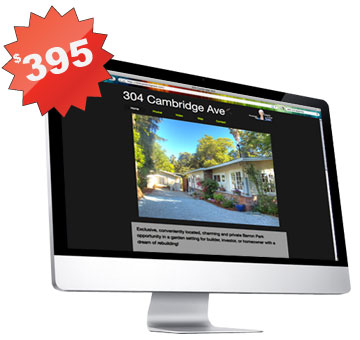 $395
304 Cambridge Ave
Home
Exclusive, conveniently located, charming and private Barron Park
opportunity in a garden setting for builder, investor, or homeowner with a
dream of rebuilding!